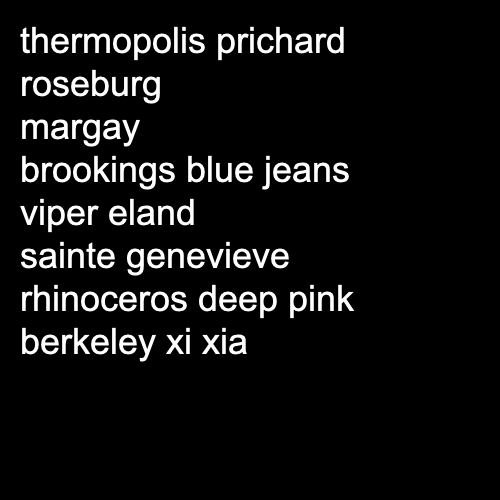 thermopolis prichard
roseburg
margay
brookings blue jeans
viper eland
sainte genevieve
rhinoceros deep pink
berkeley xi xia